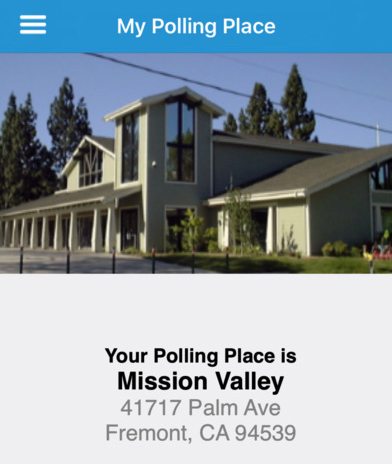 My Polling Place
Your Polling Place is
Mission Valley
41717 Palm Ave
Fremont, CA 94539